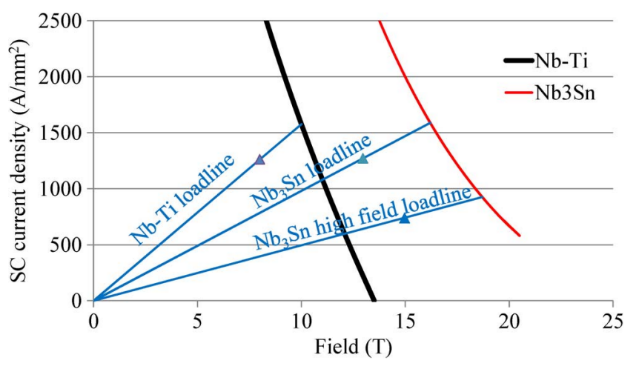 2500
2000
1500
1000
500
0
SC current density (A/mm²)
Nb-Ti
Nb3Sn
Nb-Ti loadline
Nb₃Sn loadline
Nb₃Sn high field loadline
0 5 10 15 20 25
Field (T)